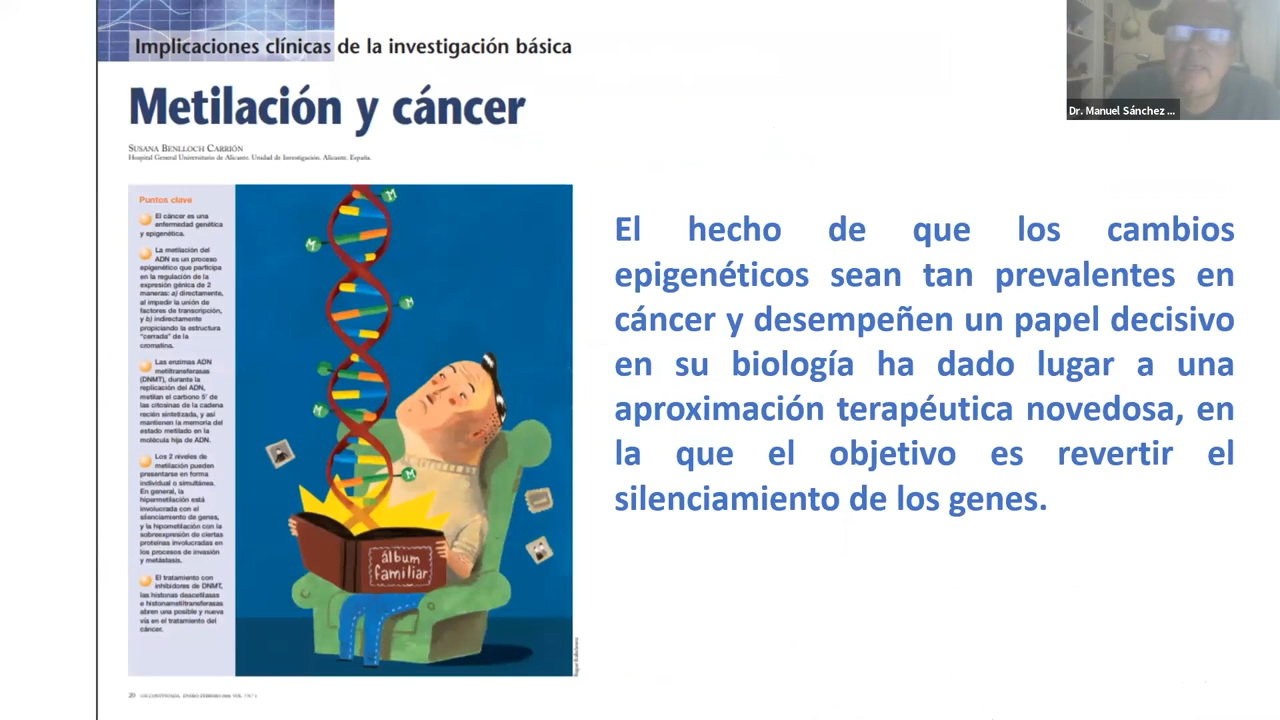 Implicaciones clínicas de la investigación básica
Metilación y cáncer
SUSANA BENLLOCH CARRIÓN
Hospital General Universitario de Alicante. Unidad de Investigación. Alicante. España.
Puntos clave
El cáncer es una
enfermedad genética
y epigenética.
La metilación del
ADN es un proceso
epigenético que participa
en la regulación de la
expresión génica de 2
maneras: a) directamente,
al impedir la unión de
factores de transcripción,
y b) indirectamente
propiciando la estructura
"cerrada" de la
cromatina.
Las enzimas ADN
metiltransferasas
(DNMT), durante la
replicación del ADN,
metilan el carbono 5' de
las citosinas de la cadena
recién sintetizada, y así
mantienen la memoria del
estado metilado en la
molécula hija de ADN.
Los 2 niveles de
metilación pueden
presentarse en forma
individual o simultánea.
En general, la
hipermetilación está
involucrada con el
silenciamiento de genes,
y la hipometilación con la
sobreexpresión de ciertas
proteínas involucradas en
los procesos de invasión
y metástasis.
El tratamiento con
inhibidores de DNMT,
las histonas deacetilasas
e histonametiltransferasas
abren una posible y nueva
vía en el tratamiento del
cáncer.
M
M
M
M
M
M
álbum
familiar
20
Dr. Manuel Sánchez ...
El hecho de que los cambios
epigenéticos sean tan prevalentes en
cáncer y desempeñen un papel decisivo
en su biología ha dado lugar a una
aproximación terapéutica novedosa, en
la que el objetivo es revertir el
silenciamiento de los genes.